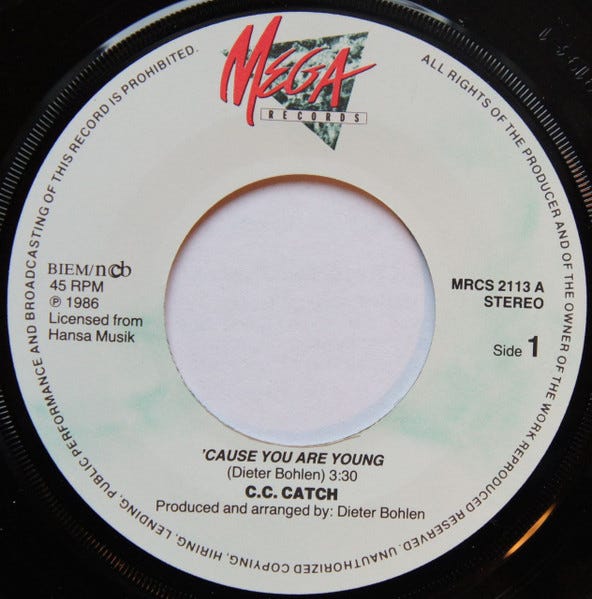 MEGA
RECORDS
ALL RIGHTS OF THE PRODUCER AND OF THE OWNER OF THE WORK REPRODUCED RESERVED. UNAUTHORIZED COPYING, HIRING, LENDING, PUBLIC PERFORMANCE AND BROADCASTING OF THIS RECORD IS PROHIBITED.
BIEM/ncb
45 RPM
℗ 1986
Licensed from
Hansa Musik
MRCS 2113 A
STEREO
Side 1
'CAUSE YOU ARE YOUNG
(Dieter Bohlen) 3:30
C.C. CATCH
Produced and arranged by: Dieter Bohlen